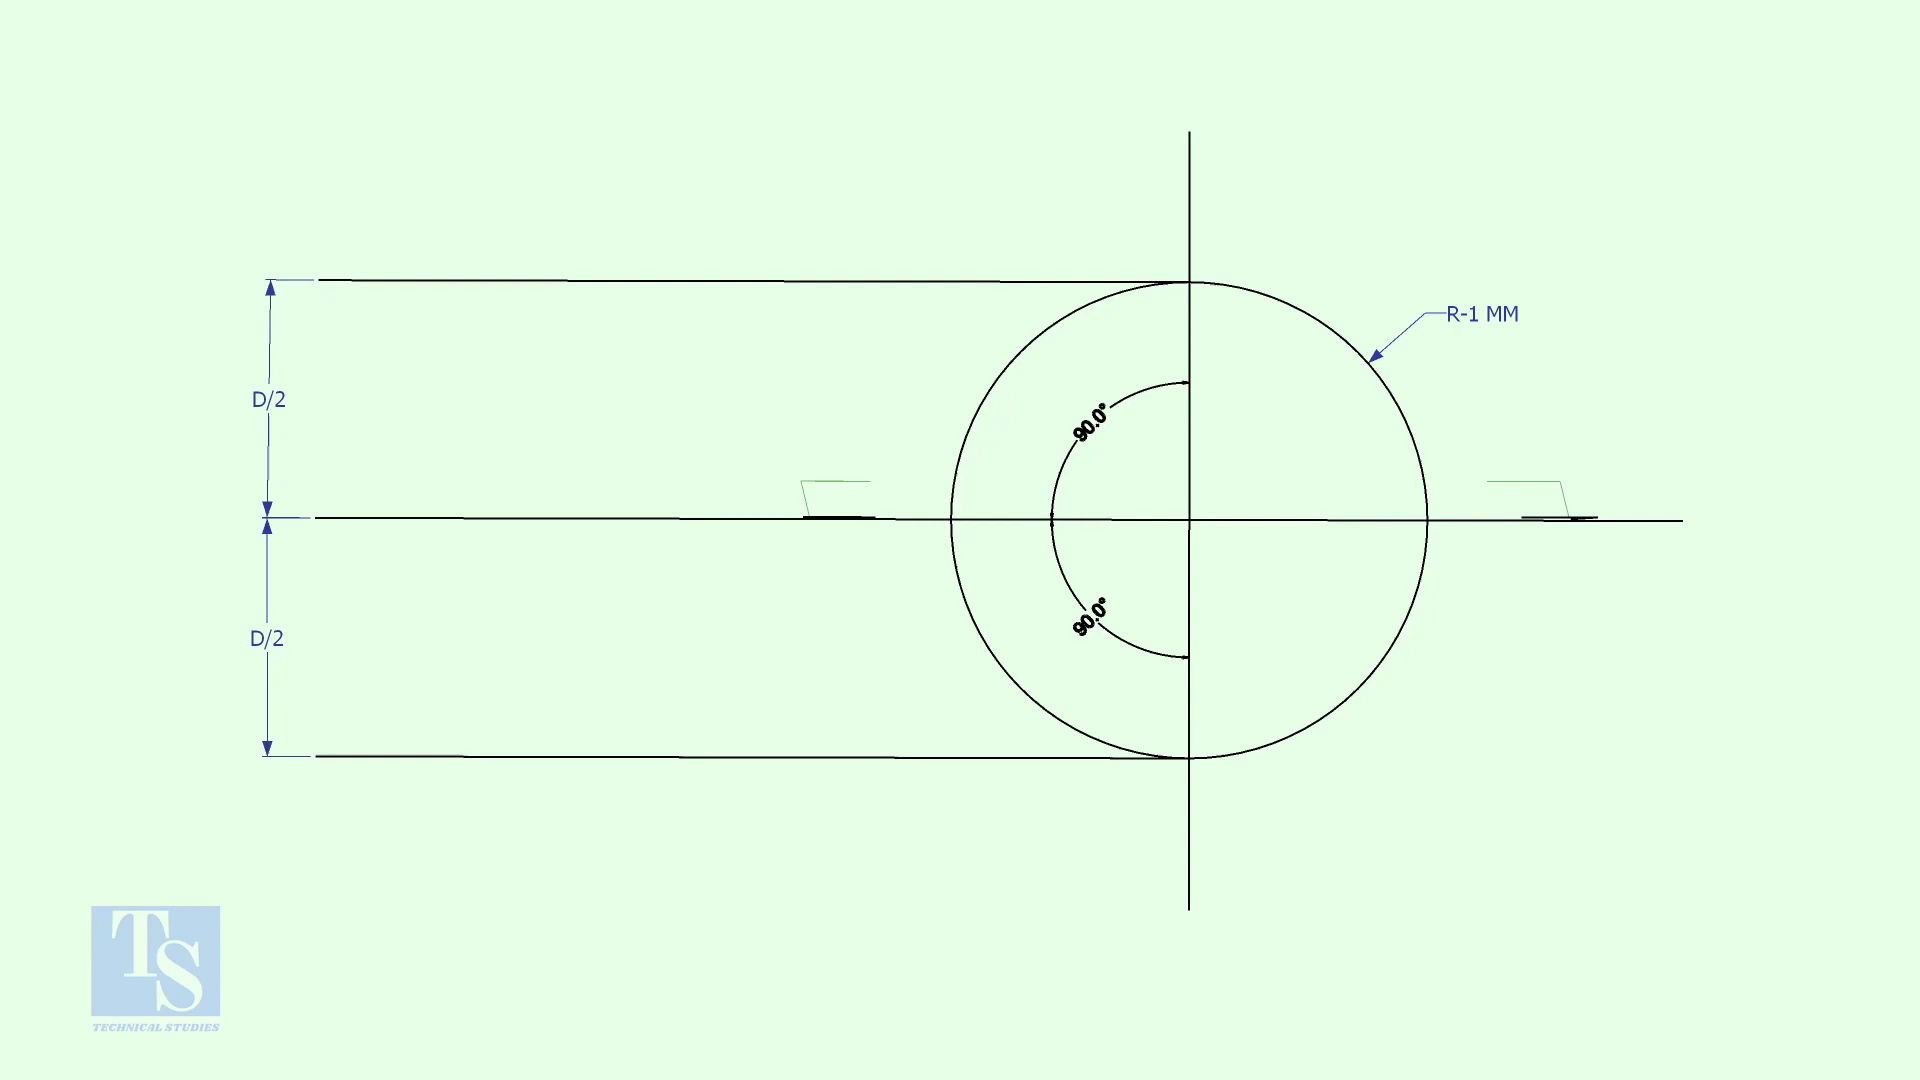 R-1 MM
D/2
90.0°
90.0°
D/2
TS
TECHNICAL STUDIES